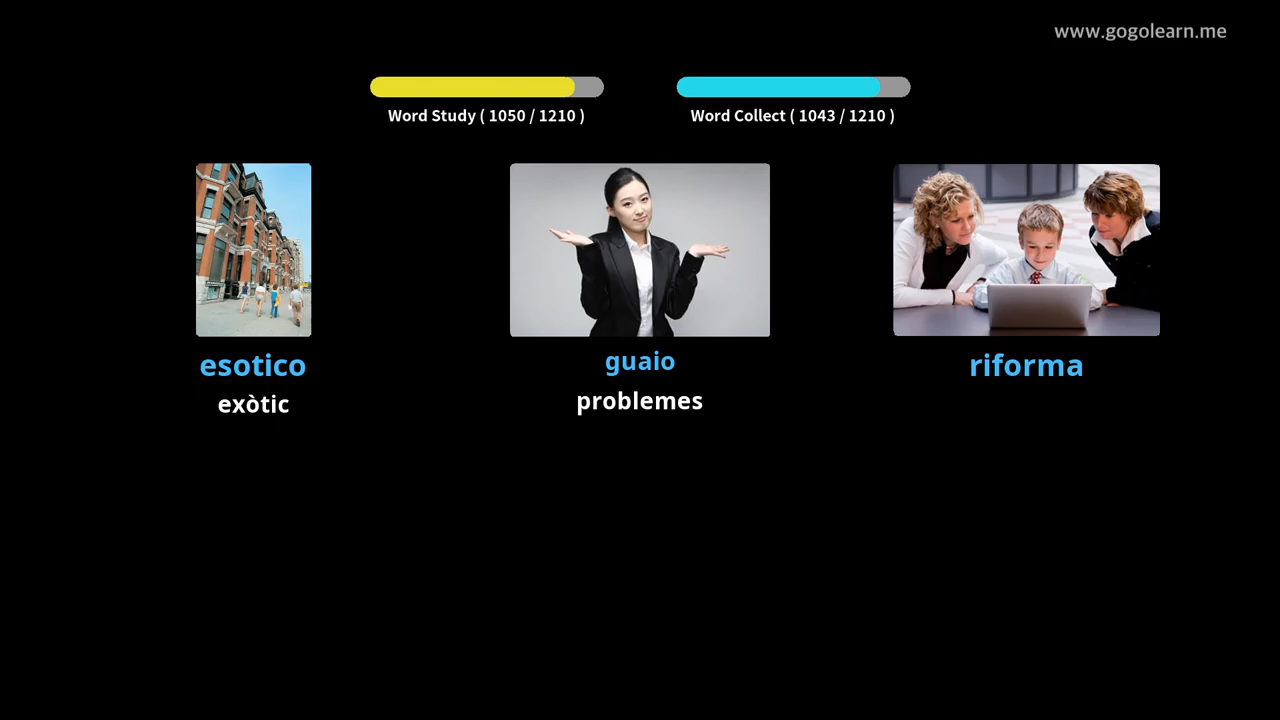 www.gogolearn.me
Word Study ( 1050 / 1210 )
Word Collect ( 1043 / 1210 )
esotico
exòtic
guaio
problemes
riforma